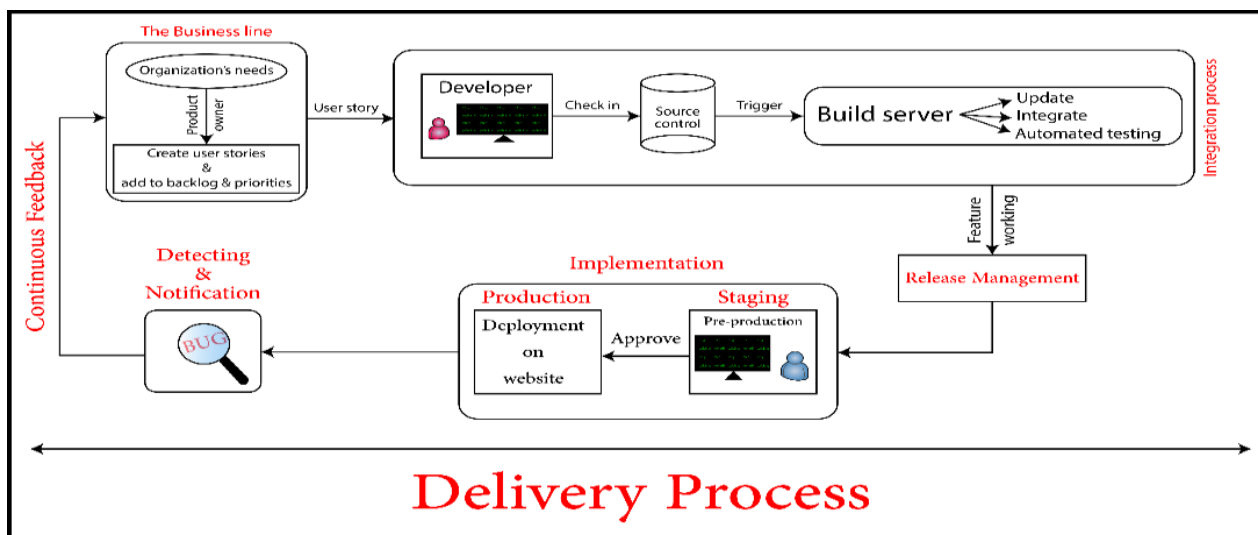 The Business line
Organization's needs
Product
owner
Create user stories
&
add to backlog & priorities
User story
Developer
Check in
Source
control
Trigger
Build server
Update
Integrate
Automated testing
Integration process
Feature
working
Release Management
Implementation
Staging
Pre-production
Approve
Production
Deployment
on
website
Detecting
&
Notification
BUG
Continuous Feedback
Delivery Process